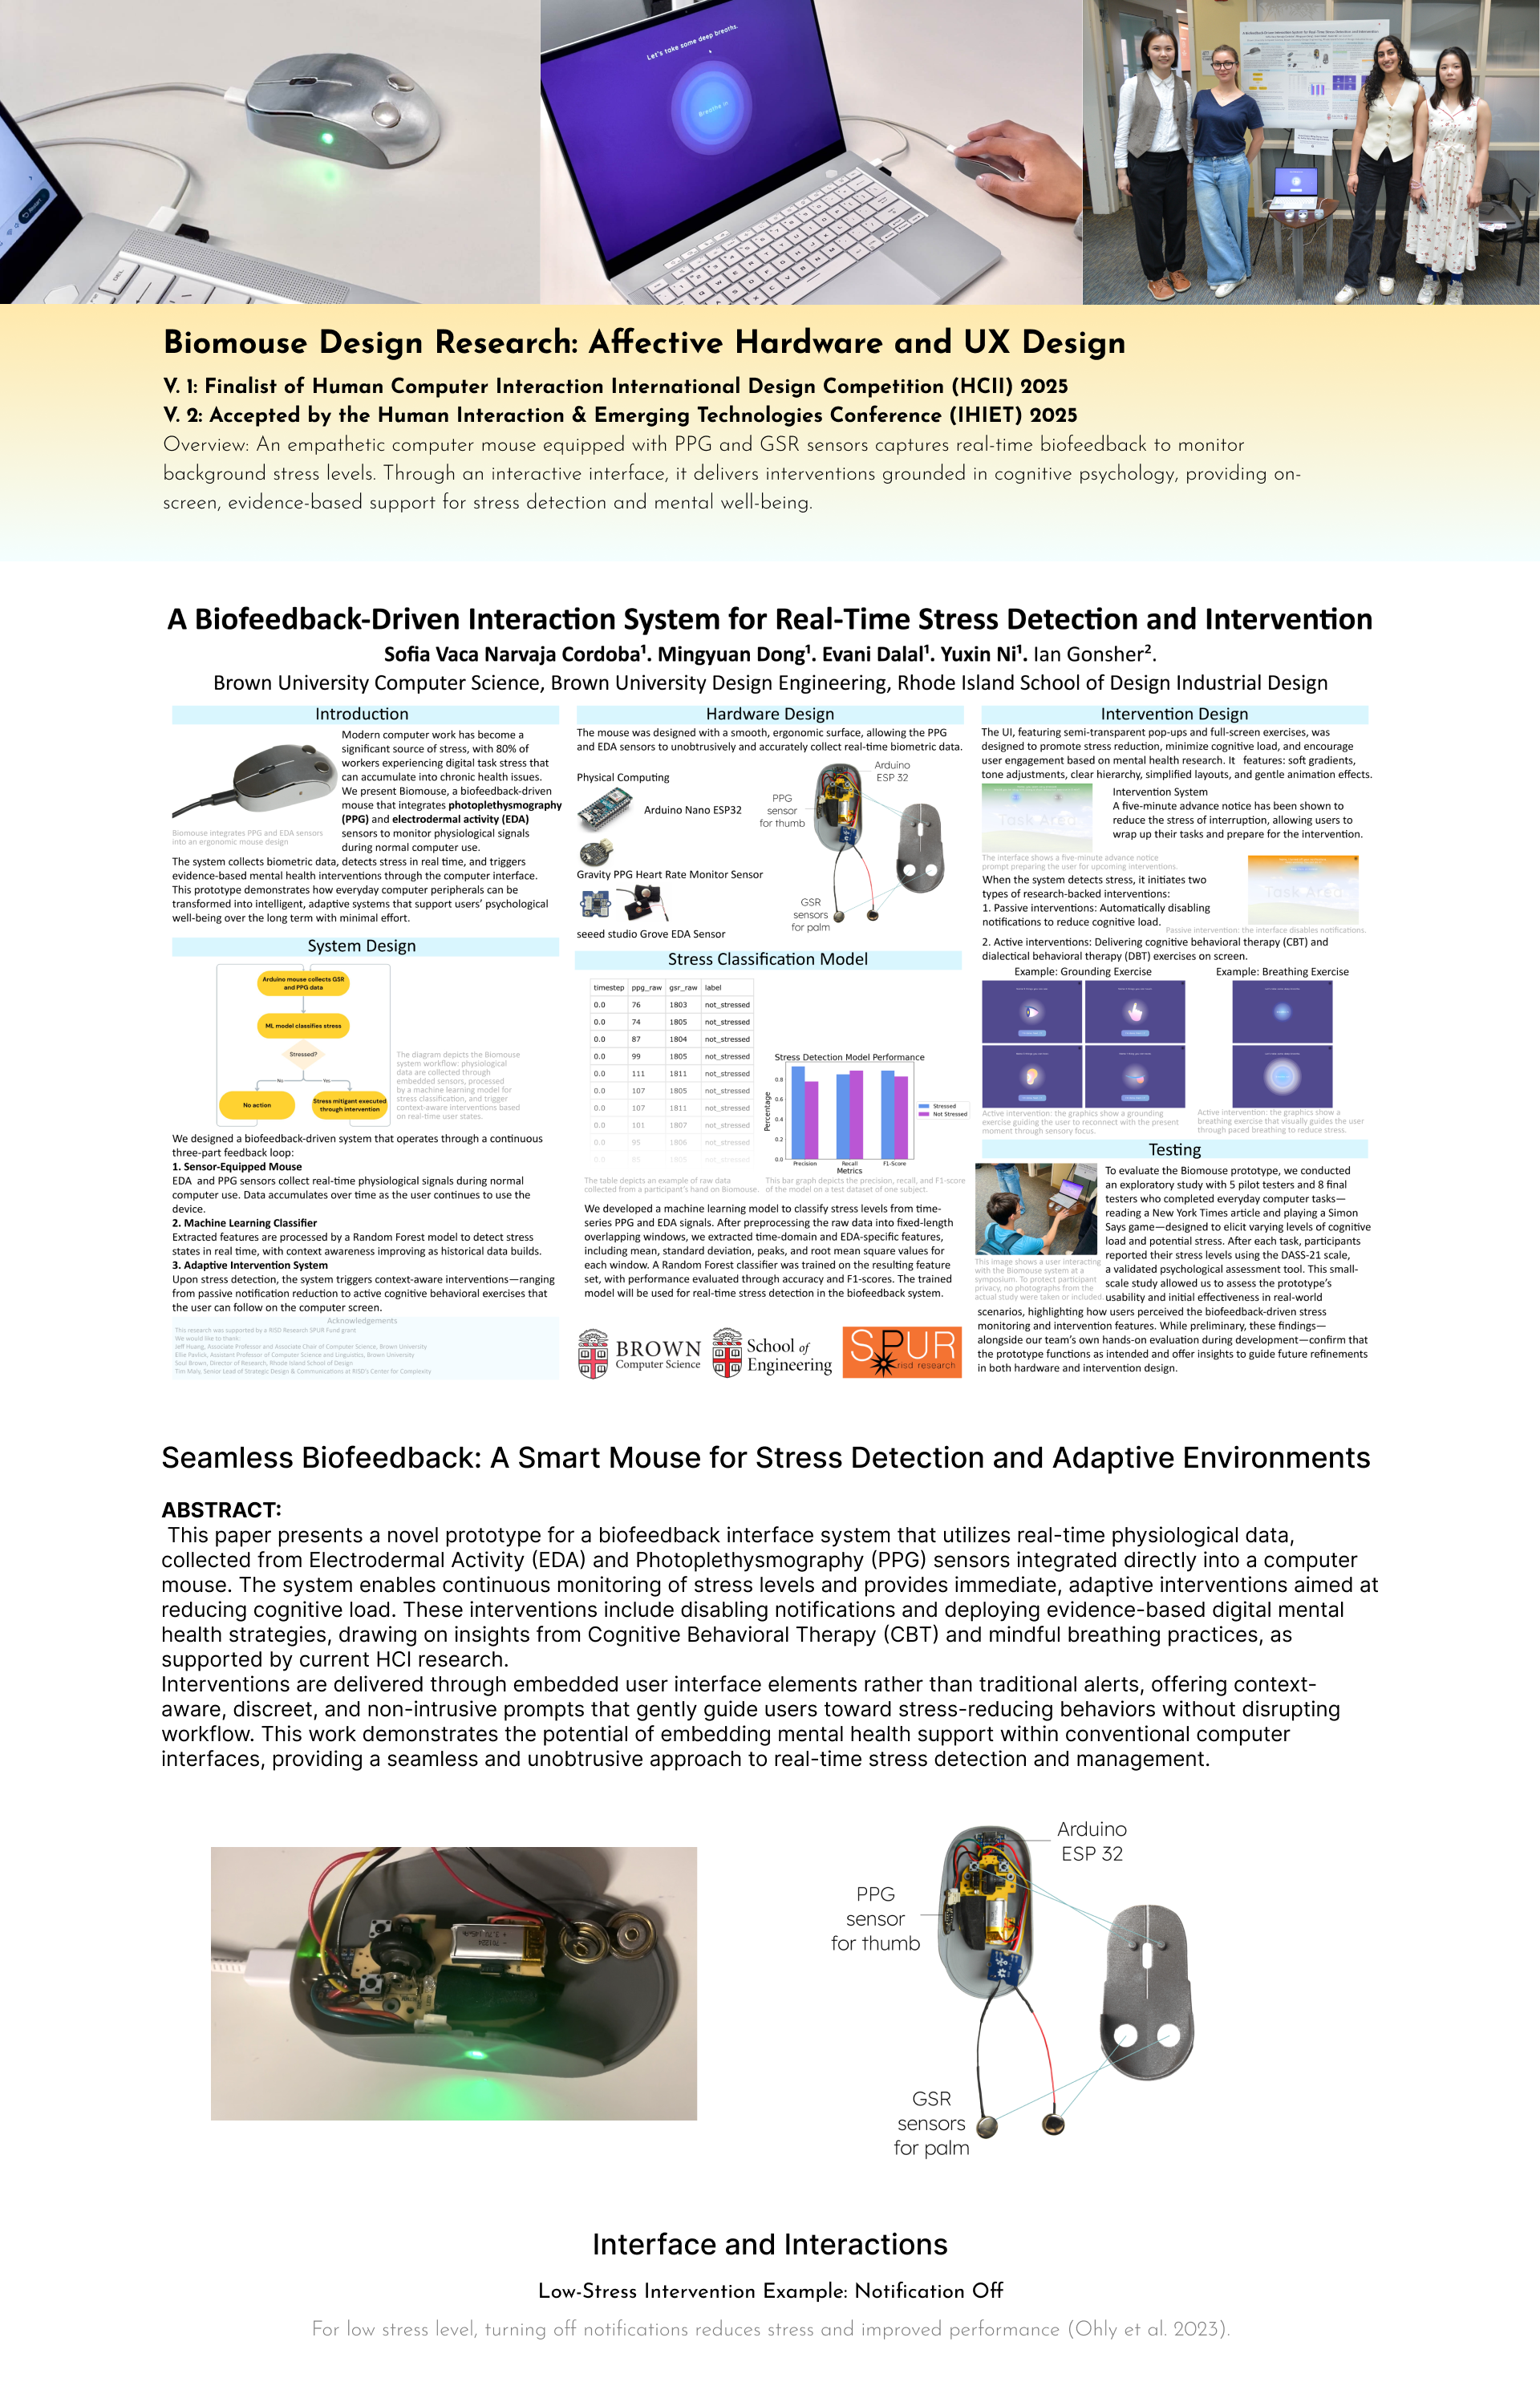 Let's take some deep breaths.
Breathe in
Biomouse Design Research: Affective Hardware and UX Design
V. 1: Finalist of Human Computer Interaction International Design Competition (HCII) 2025
V. 2: Accepted by the Human Interaction & Emerging Technologies Conference (IHIET) 2025
Overview: An empathetic computer mouse equipped with PPG and GSR sensors captures real-time biofeedback to monitor
background stress levels. Through an interactive interface, it delivers interventions grounded in cognitive psychology, providing on-
screen, evidence-based support for stress detection and mental well-being.
A Biofeedback-Driven Interaction System for Real-Time Stress Detection and Intervention
Sofia Vaca Narvaja Cordoba¹. Mingyuan Dong¹. Evani Dalal¹. Yuxin Ni¹. Ian Gonsher².
Brown University Computer Science, Brown University Design Engineering, Rhode Island School of Design Industrial Design
Introduction
Modern computer work has become a
significant source of stress, with 80% of
workers experiencing digital task stress that
can accumulate into chronic health issues.
We present Biomouse, a biofeedback-driven
mouse that integrates photoplethysmography
(PPG) and electrodermal activity (EDA)
sensors to monitor physiological signals
during normal computer use.
Biomouse integrates PPG and EDA sensors
into an ergonomic mouse design
The system collects biometric data, detects stress in real time, and triggers
evidence-based mental health interventions through the computer interface.
This prototype demonstrates how everyday computer peripherals can be
transformed into intelligent, adaptive systems that support users' psychological
well-being over the long term with minimal effort.
System Design
Arduino mouse collects GSR
and PPG data
ML model classifies stress
Stressed?
No
Yes
No action
Stress mitigant executed
through intervention
The diagram depicts the Biomouse
system workflow: physiological
data are collected through
embedded sensors, processed
by a machine learning model for
stress classification, and trigger
context-aware interventions based
on real-time user states.
We designed a biofeedback-driven system that operates through a continuous
three-part feedback loop:
1. Sensor-Equipped Mouse
EDA and PPG sensors collect real-time physiological signals during normal
computer use. Data accumulates over time as the user continues to use the
device.
2. Machine Learning Classifier
Extracted features are processed by a Random Forest model to detect stress
states in real time, with context awareness improving as historical data builds.
3. Adaptive Intervention System
Upon stress detection, the system triggers context-aware interventions—ranging
from passive notification reduction to active cognitive behavioral exercises that
the user can follow on the computer screen.
Acknowledgements
This research was supported by a RISD Research SPUR Fund grant
We would like to thank:
Jeff Huang, Associate Professor and Associate Chair of Computer Science, Brown University
Ellie Pavlick, Assistant Professor of Computer Science and Linguistics, Brown University
Soul Brown, Director of Research, Rhode Island School of Design
Tim Maly, Senior Lead of Strategic Design & Communications at RISD's Center for Complexity
Hardware Design
The mouse was designed with a smooth, ergonomic surface, allowing the PPG
and EDA sensors to unobtrusively and accurately collect real-time biometric data.
Physical Computing
Arduino Nano ESP32
Gravity PPG Heart Rate Monitor Sensor
seeed studio Grove EDA Sensor
Arduino
ESP 32
PPG
sensor
for thumb
GSR
sensors
for palm
Stress Classification Model
timestep ppg_raw gsr_raw label
0.0 76 1803 not_stressed
0.0 74 1805 not_stressed
0.0 87 1804 not_stressed
0.0 99 1805 not_stressed
0.0 111 1811 not_stressed
0.0 107 1805 not_stressed
0.0 107 1811 not_stressed
0.0 101 1807 not_stressed
0.0 95 1806 not_stressed
0.0 1805 not_stressed
Stress Detection Model Performance
Percentage
0.8
0.6
0.4
0.2
0.0
Precision Recall F1-Score
Metrics
Stressed
Not Stressed
The table depicts an example of raw data
collected from a participant's hand on Biomouse.
This bar graph depicts the precision, recall, and F1-score
of the model on a test dataset of one subject.
We developed a machine learning model to classify stress levels from time-
series PPG and EDA signals. After preprocessing the raw data into fixed-length
overlapping windows, we extracted time-domain and EDA-specific features,
including mean, standard deviation, peaks, and root mean square values for
each window. A Random Forest classifier was trained on the resulting feature
set, with performance evaluated through accuracy and F1-scores. The trained
model will be used for real-time stress detection in the biofeedback system.
BROWN
Computer Science
School of
Engineering
SPUR
risd research
Intervention Design
The UI, featuring semi-transparent pop-ups and full-screen exercises, was
designed to promote stress reduction, minimize cognitive load, and encourage
user engagement based on mental health research. It features: soft gradients,
tone adjustments, clear hierarchy, simplified layouts, and gentle animation effects.
Task Area
Intervention System
A five-minute advance notice has been shown to
reduce the stress of interruption, allowing users to
wrap up their tasks and prepare for the intervention.
The interface shows a five-minute advance notice
prompt preparing the user for upcoming interventions.
When the system detects stress, it initiates two
types of research-backed interventions:
1. Passive interventions: Automatically disabling
notifications to reduce cognitive load.
Task Area
Passive intervention: the interface disables notifications.
2. Active interventions: Delivering cognitive behavioral therapy (CBT) and
dialectical behavioral therapy (DBT) exercises on screen.
Example: Grounding Exercise
Example: Breathing Exercise
Active intervention: the graphics show a grounding
exercise guiding the user to reconnect with the present
moment through sensory focus.
Active intervention: the graphics show a
breathing exercise that visually guides the user
through paced breathing to reduce stress.
Testing
This image shows a user interacting
with the Biomouse system at a
symposium. To protect participant
privacy, no photographs from the
actual study were taken or included.
To evaluate the Biomouse prototype, we conducted
an exploratory study with 5 pilot testers and 8 final
testers who completed everyday computer tasks—
reading a New York Times article and playing a Simon
Says game—designed to elicit varying levels of cognitive
load and potential stress. After each task, participants
reported their stress levels using the DASS-21 scale,
a validated psychological assessment tool. This small-
scale study allowed us to assess the prototype's
usability and initial effectiveness in real-world
scenarios, highlighting how users perceived the biofeedback-driven stress
monitoring and intervention features. While preliminary, these findings—
alongside our team's own hands-on evaluation during development—confirm that
the prototype functions as intended and offer insights to guide future refinements
in both hardware and intervention design.
Seamless Biofeedback: A Smart Mouse for Stress Detection and Adaptive Environments
ABSTRACT:
This paper presents a novel prototype for a biofeedback interface system that utilizes real-time physiological data,
collected from Electrodermal Activity (EDA) and Photoplethysmography (PPG) sensors integrated directly into a computer
mouse. The system enables continuous monitoring of stress levels and provides immediate, adaptive interventions aimed at
reducing cognitive load. These interventions include disabling notifications and deploying evidence-based digital mental
health strategies, drawing on insights from Cognitive Behavioral Therapy (CBT) and mindful breathing practices, as
supported by current HCI research.
Interventions are delivered through embedded user interface elements rather than traditional alerts, offering context-
aware, discreet, and non-intrusive prompts that gently guide users toward stress-reducing behaviors without disrupting
workflow. This work demonstrates the potential of embedding mental health support within conventional computer
interfaces, providing a seamless and unobtrusive approach to real-time stress detection and management.
Arduino
ESP 32
PPG
sensor
for thumb
GSR
sensors
for palm
Interface and Interactions
Low-Stress Intervention Example: Notification Off
For low stress level, turning off notifications reduces stress and improved performance (Ohly et al. 2023).